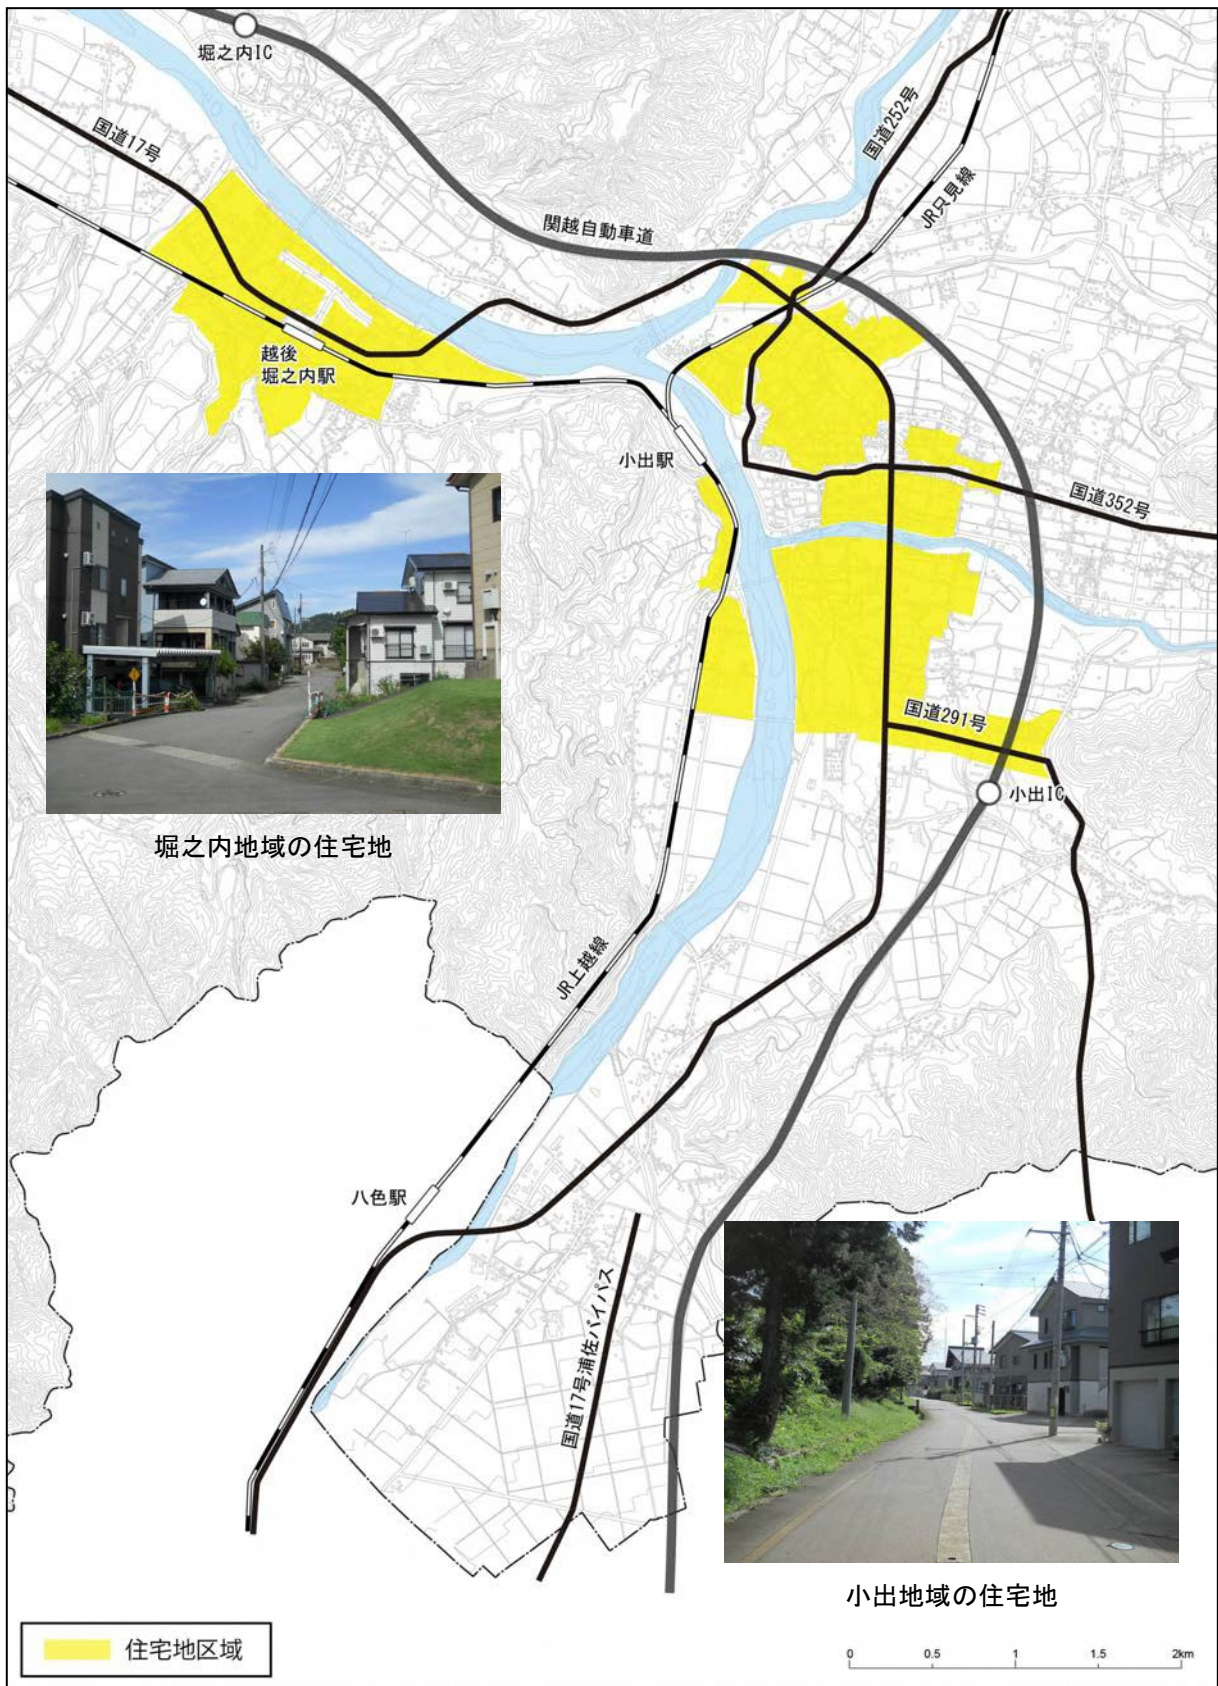 堀之内IC
国道17号
国道252号
JR只見線
関越自動車道
越後
堀之内駅
小出駅
国道352号
国道291号
小出IC
堀之内地域の住宅地
JR上越線
八色駅
国道17号浦佐バイパス
小出地域の住宅地
住宅地区域
0 0.5 1 1.5 2km